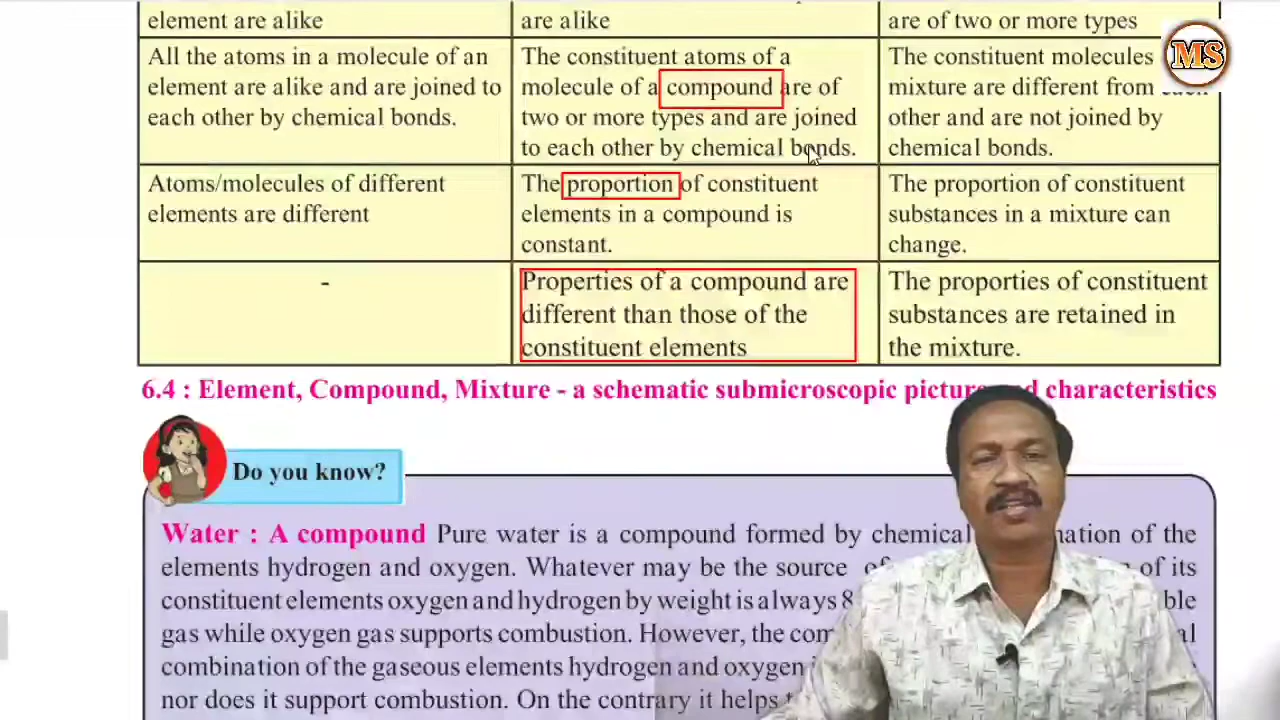 element are alike
All the atoms in a molecule of an
element are alike and are joined to
each other by chemical bonds.
Atoms/molecules of different
elements are different
-
are alike
The constituent atoms of a
molecule of a compound are of
two or more types and are joined
to each other by chemical bonds.
The proportion of constituent
elements in a compound is
constant.
Properties of a compound are
different than those of the
constituent elements
are of two or more types
The constituent molecules
mixture are different from each
other and are not joined by
chemical bonds.
The proportion of constituent
substances in a mixture can
change.
The proporties of constituent
substances are retained in
the mixture.
MS
6.4 : Element, Compound, Mixture - a schematic submicroscopic picture and characteristics
Do you know?
Water : A compound Pure water is a compound formed by chemical of the
elements hydrogen and oxygen. Whatever may be the source of of its
constituent elements oxygen and hydrogen by weight is always 8
gas while oxygen gas supports combustion. However, the
combination of the gaseous elements hydrogen and oxygen
nor does it support combustion. On the contrary it helps